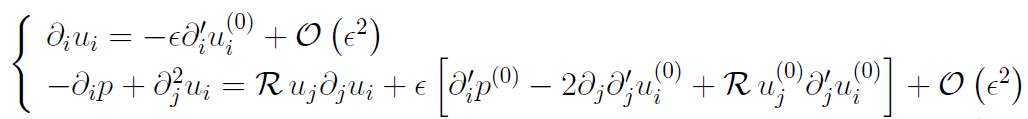 ∂ᵢuᵢ = −ϵ∂′ᵢuᵢ⁽⁰⁾ + 𝒪 (ϵ²)
−∂ᵢp + ∂ⱼ²uᵢ = ℛ uⱼ∂ⱼuᵢ + ϵ [∂′ᵢp⁽⁰⁾ − 2∂ⱼ∂′ⱼuᵢ⁽⁰⁾ + ℛ uⱼ⁽⁰⁾∂′ⱼuᵢ⁽⁰⁾] + 𝒪 (ϵ²)